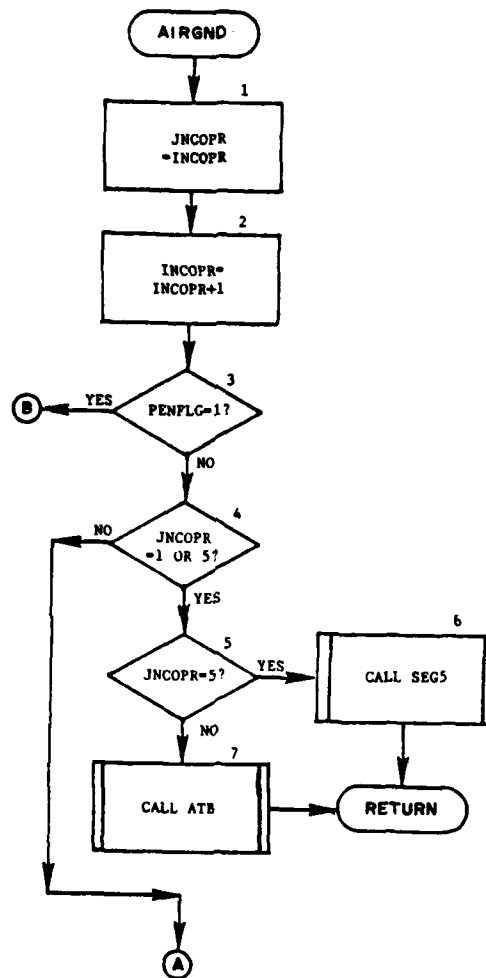 AIRGND
1
JNCOPR
=INCOPR
2
INCOPR=
INCOPR+1
3
B
YES
PENFLG=1?
NO
4
NO
JNCOPR
=1 OR 5?
YES
5
6
JNCOPR=5?
YES
CALL SEG5
NO
7
CALL ATB
RETURN
A